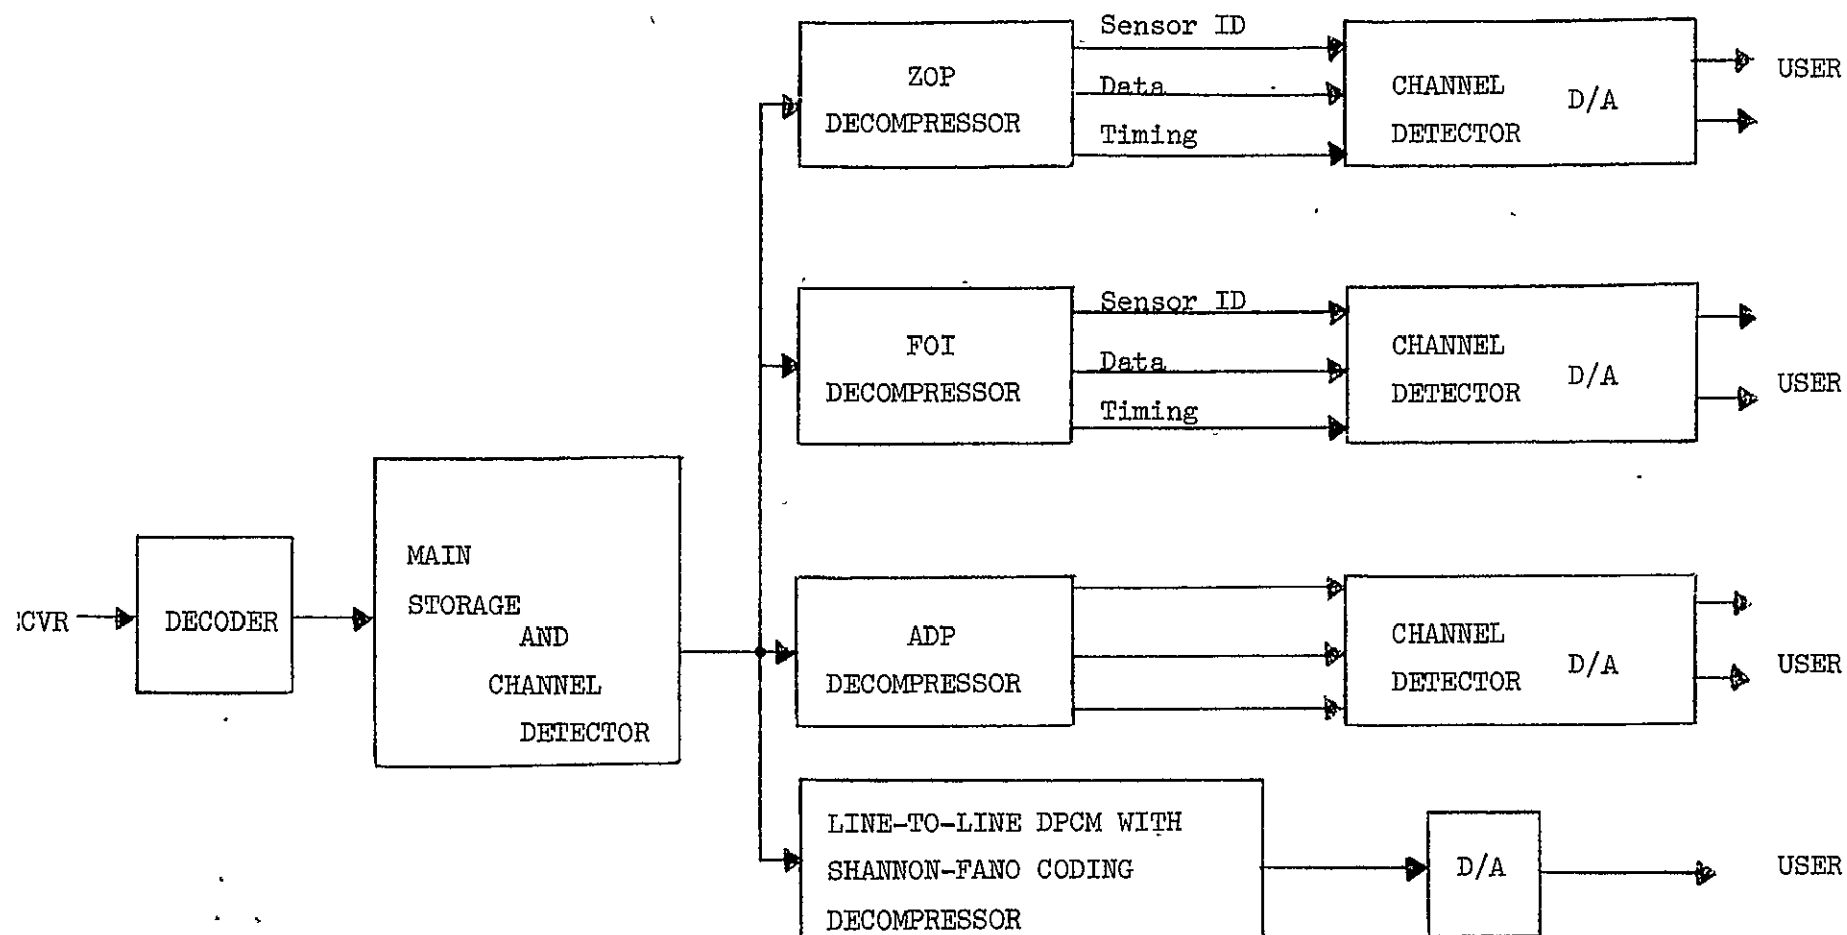 ZOP
DECOMPRESSOR
Sensor ID
Data
Timing
CHANNEL
DETECTOR
D/A
USER
FOI
DECOMPRESSOR
Sensor ID
Data
Timing
CHANNEL
DETECTOR
D/A
USER
CVR
DECODER
MAIN
STORAGE
AND
CHANNEL
DETECTOR
ADP
DECOMPRESSOR
CHANNEL
DETECTOR
D/A
USER
LINE-TO-LINE DPCM WITH
SHANNON-FANO CODING
DECOMPRESSOR
D/A
USER